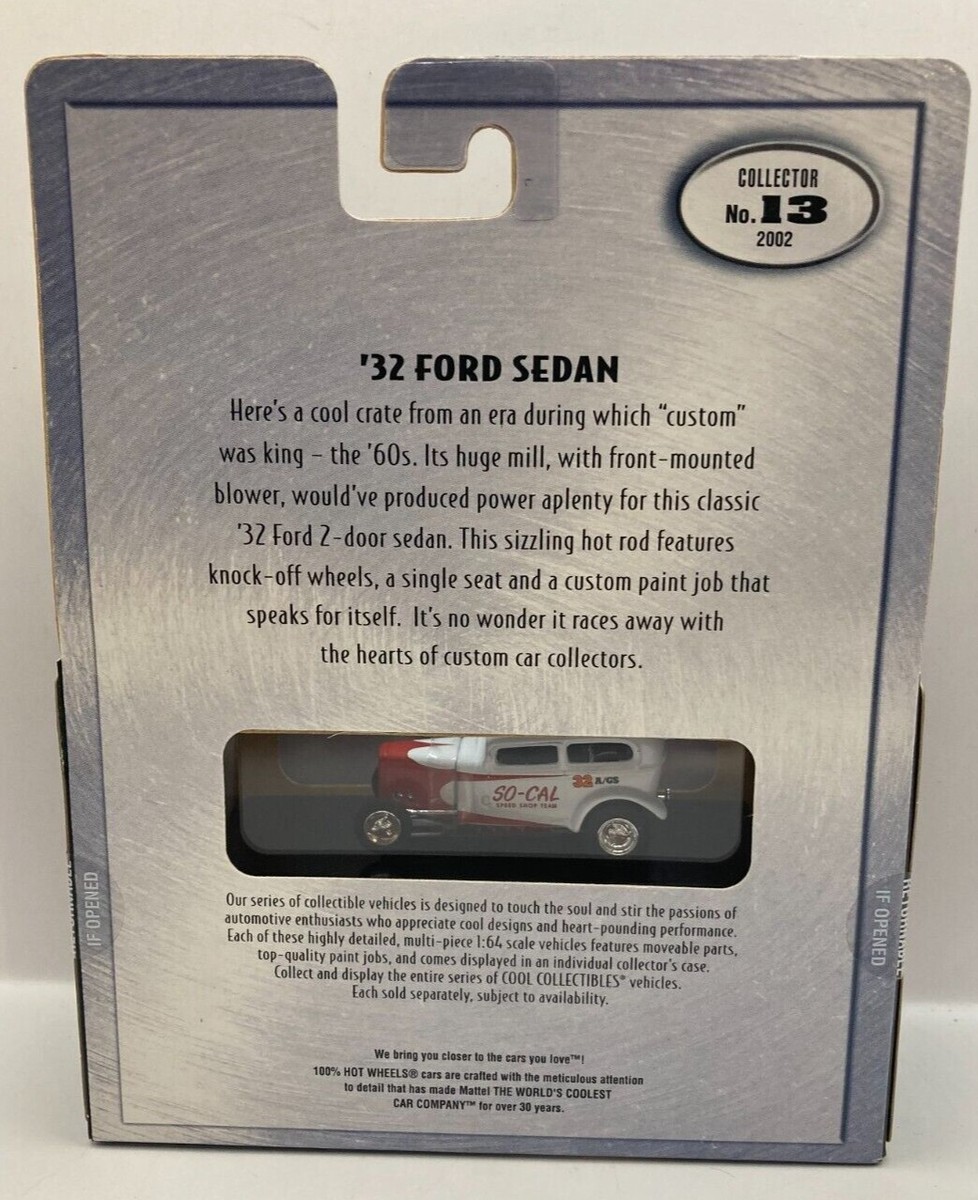 COLLECTOR
No. 13
2002
'32 FORD SEDAN
Here's a cool crate from an era during which “custom”
was king – the '60s. Its huge mill, with front-mounted
blower, would've produced power aplenty for this classic
'32 Ford 2-door sedan. This sizzling hot rod features
knock-off wheels, a single seat and a custom paint job that
speaks for itself. It's no wonder it races away with
the hearts of custom car collectors.
32 A/GS
SO-CAL
SPEED SHOP TEAM
Our series of collectible vehicles is designed to touch the soul and stir the passions of
automotive enthusiasts who appreciate cool designs and heart-pounding performance.
Each of these highly detailed, multi-piece 1:64 scale vehicles features moveable parts,
top-quality paint jobs, and comes displayed in an individual collector's case.
Collect and display the entire series of COOL COLLECTIBLES® vehicles.
Each sold separately, subject to availability.
We bring you closer to the cars you love™!
100% HOT WHEELS® cars are crafted with the meticulous attention
to detail that has made Mattel THE WORLD'S COOLEST
CAR COMPANY™ for over 30 years.
IF OPENED
IF OPENED